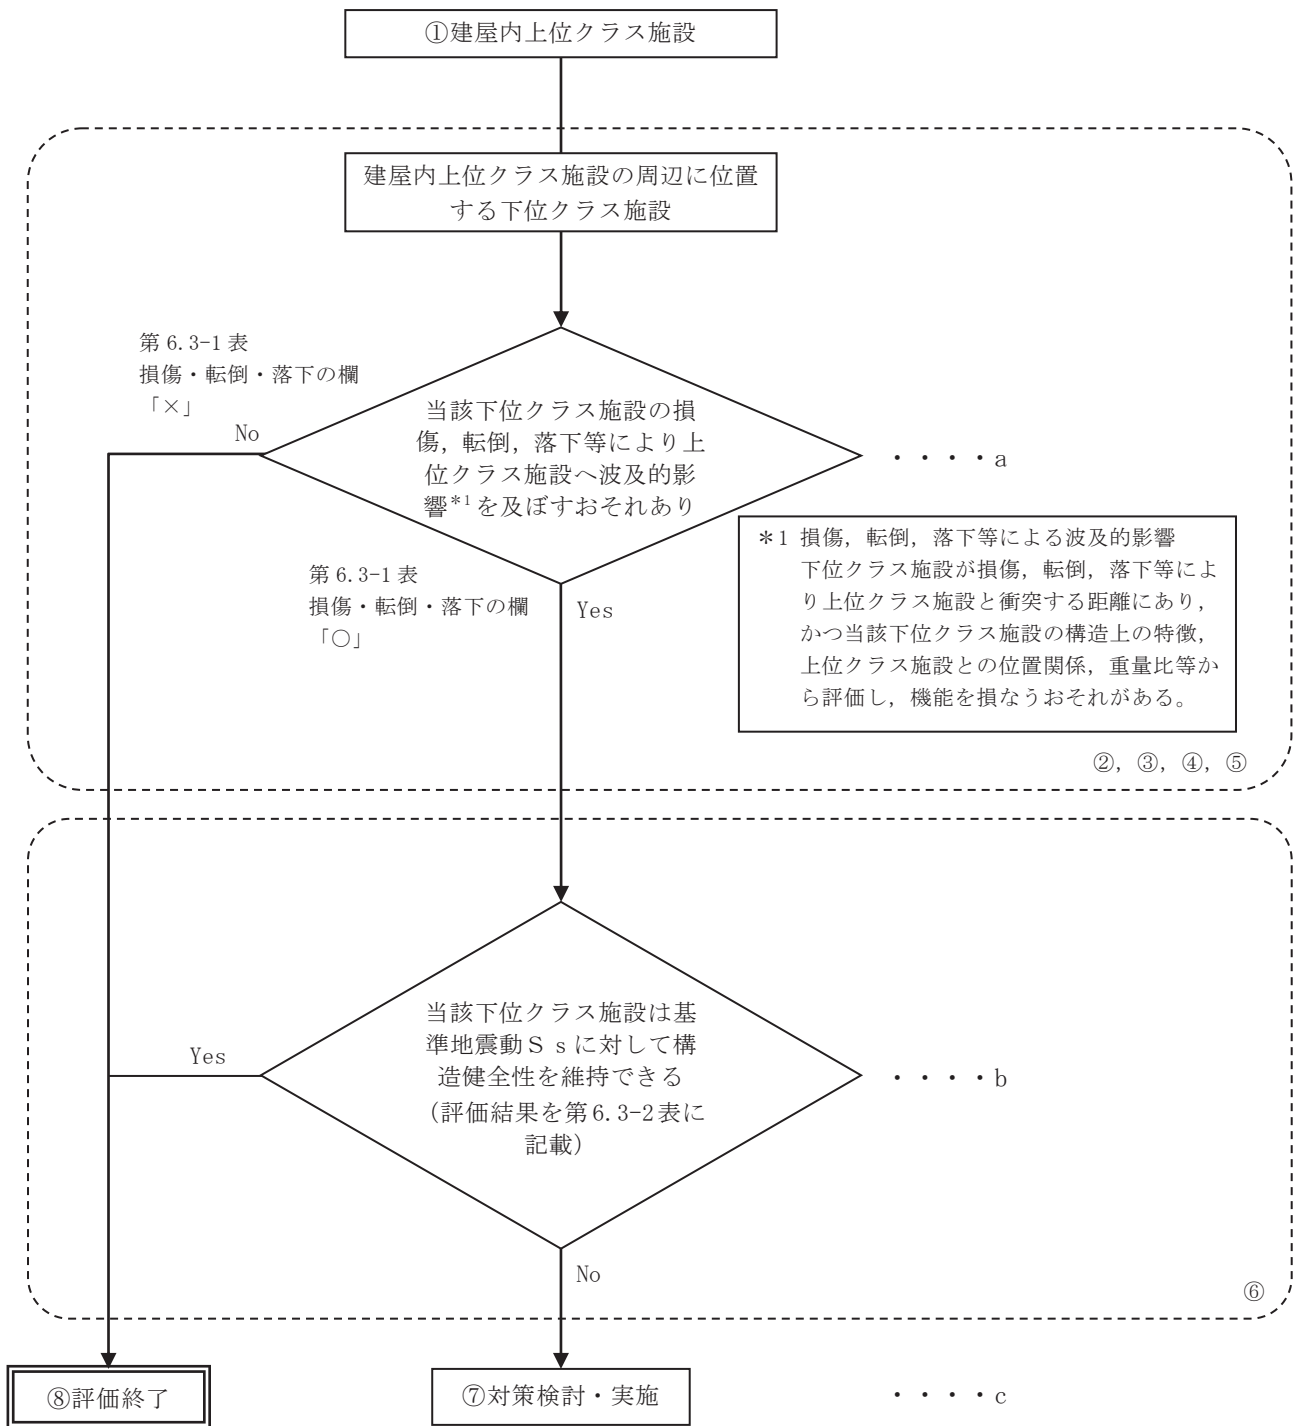 ①建屋内上位クラス施設
建屋内上位クラス施設の周辺に位置
する下位クラス施設
第 6.3-1 表
損傷・転倒・落下の欄
「×」
No
当該下位クラス施設の損
傷，転倒，落下等により上
位クラス施設へ波及的影
響*1を及ぼすおそれあり
・・・・a
第 6.3-1 表
損傷・転倒・落下の欄
「○」
Yes
＊1 損傷，転倒，落下等による波及的影響
下位クラス施設が損傷，転倒，落下等によ
り上位クラス施設と衝突する距離にあり，
かつ当該下位クラス施設の構造上の特徴，
上位クラス施設との位置関係，重量比等か
ら評価し，機能を損なうおそれがある。
②，③，④，⑤
当該下位クラス施設は基
準地震動Ｓｓに対して構
造健全性を維持できる
（評価結果を第6.3-2表に
記載）
Yes
・・・・b
No
⑥
⑧評価終了
⑦対策検討・実施
・・・・c